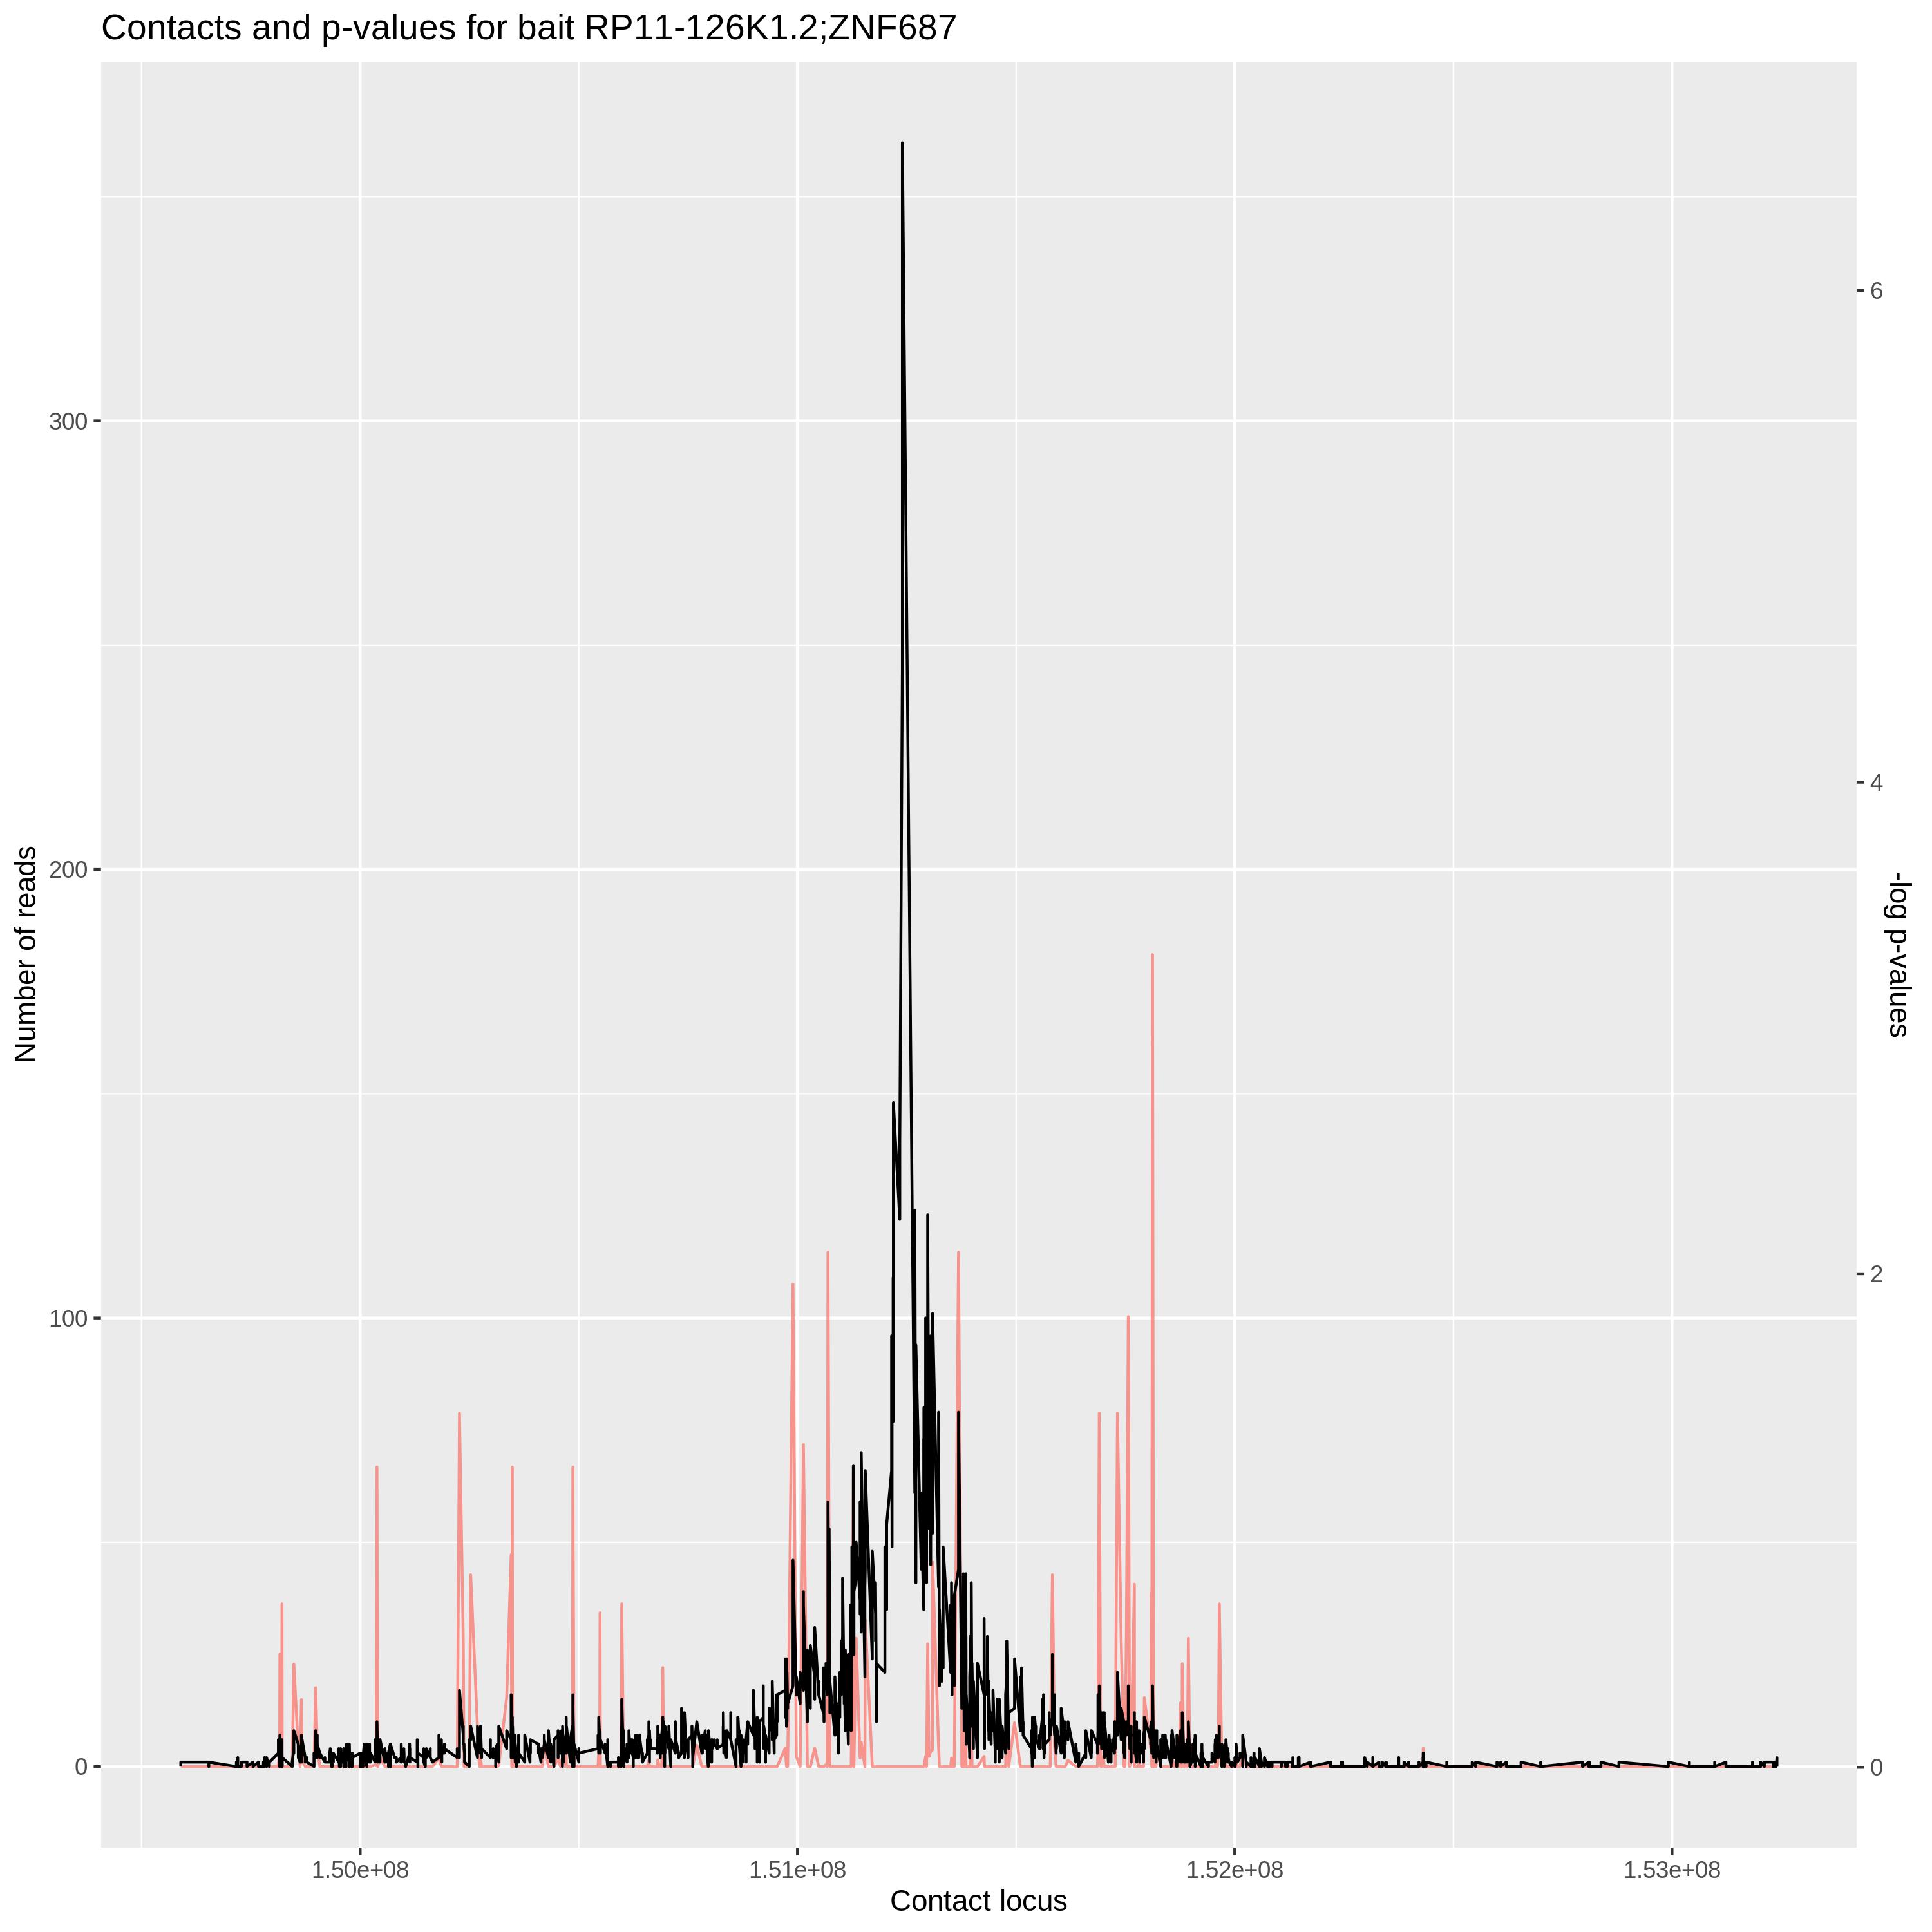 Contacts and p-values for bait RP11-126K1.2;ZNF687
Number of reads
300
200
100
0
6
4
2
0
-log p-values
1.50e+08
1.51e+08
1.52e+08
1.53e+08
Contact locus